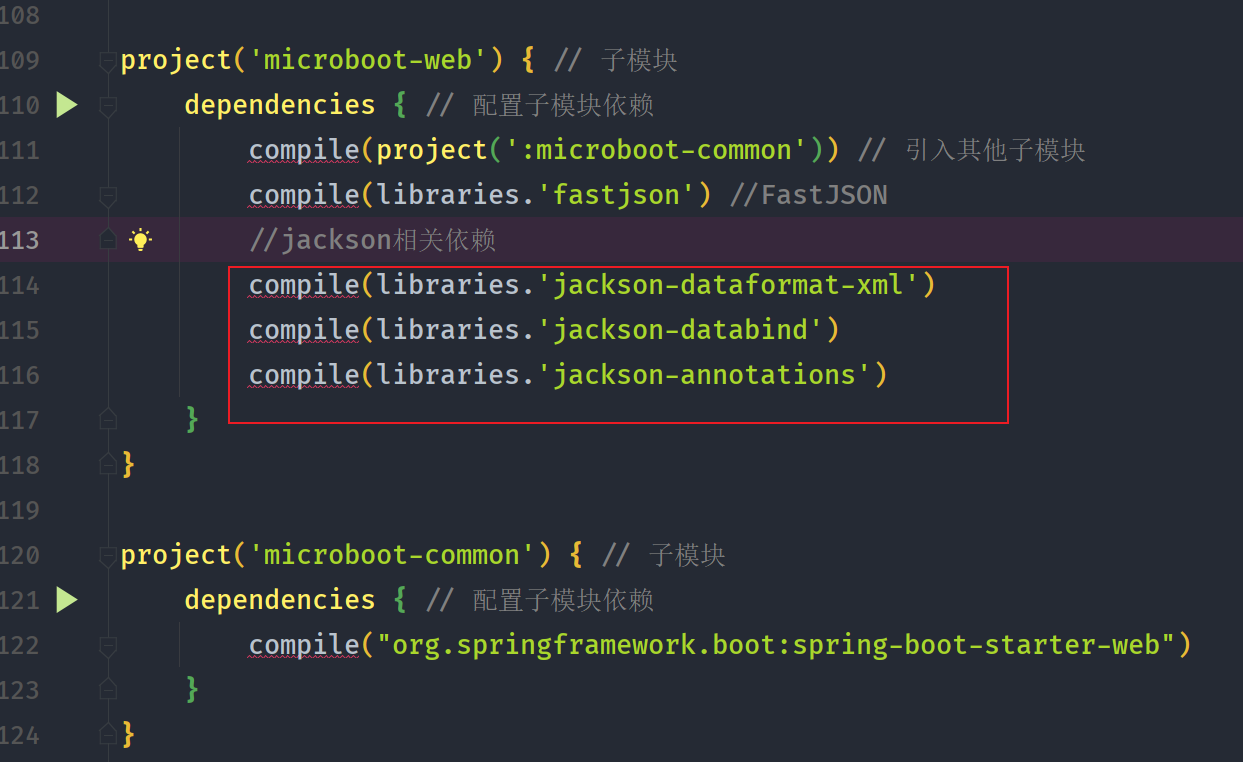 108
109 project('microboot-web') { // 子模块
110 dependencies { // 配置子模块依赖
111 compile(project(':microboot-common')) // 引入其他子模块
112 compile(libraries.'fastjson') //FastJSON
113 //jackson相关依赖
114 compile(libraries.'jackson-dataformat-xml')
115 compile(libraries.'jackson-databind')
116 compile(libraries.'jackson-annotations')
117 }
118 }
119
120 project('microboot-common') { // 子模块
121 dependencies { // 配置子模块依赖
122 compile("org.springframework.boot:spring-boot-starter-web")
123 }
124 }